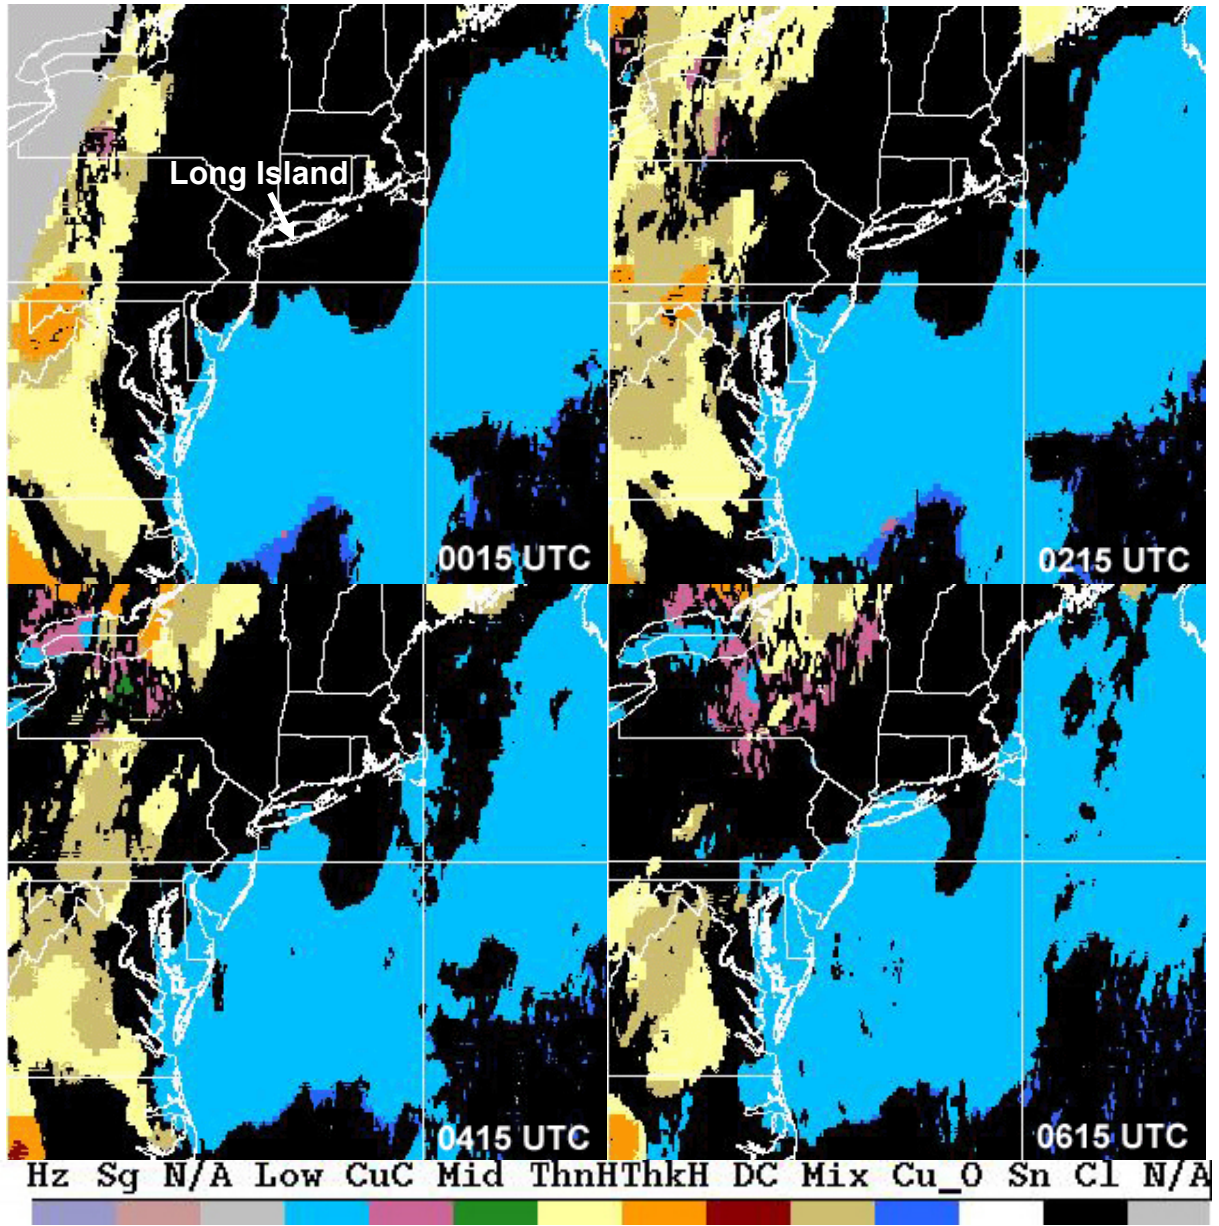 Long Island
0015 UTC
0215 UTC
0415 UTC
0615 UTC
Hz Sg N/A Low CuC Mid ThnH ThkH DC Mix Cu_O Sn Cl N/A